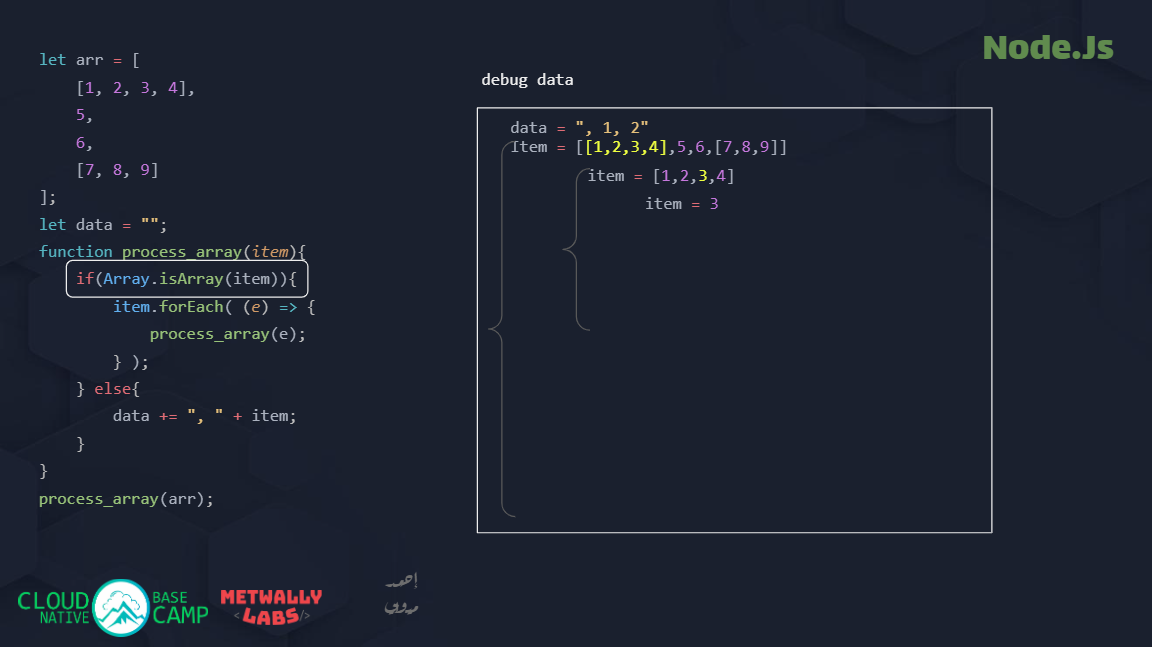 Node.Js
let arr = [
[1, 2, 3, 4],
5,
6,
[7, 8, 9]
];
let data = "";
function process_array(item){
if(Array.isArray(item)){
item.forEach( (e) => {
process_array(e);
} );
} else{
data += ", " + item;
}
}
process_array(arr);
debug data
data = ", 1, 2"
Item = [[1,2,3,4],5,6,[7,8,9]]
item = [1,2,3,4]
item = 3
CLOUD NATIVE
BASE CAMP
METWALLY
<LABS/>